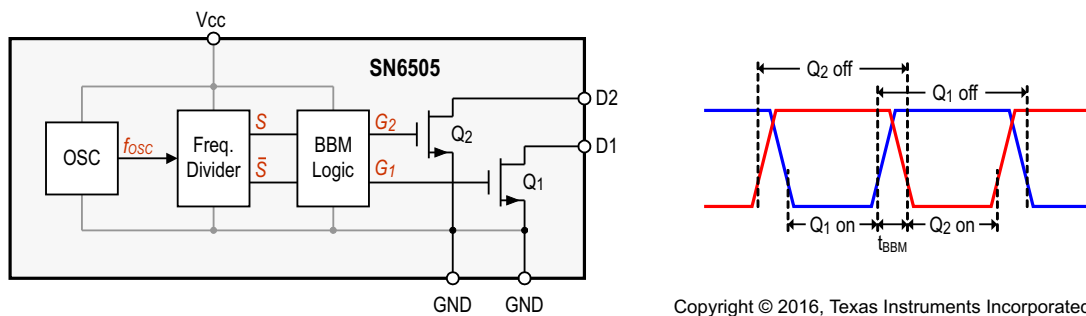 Vcc
SN6505
OSC
fOSC
Freq.
Divider
S
S̄
BBM
Logic
G2
G1
Q2
Q1
D2
D1
GND
GND
Q2 off
Q1 off
Q1 on
tBBM
Q2 on
Copyright © 2016, Texas Instruments Incorporated